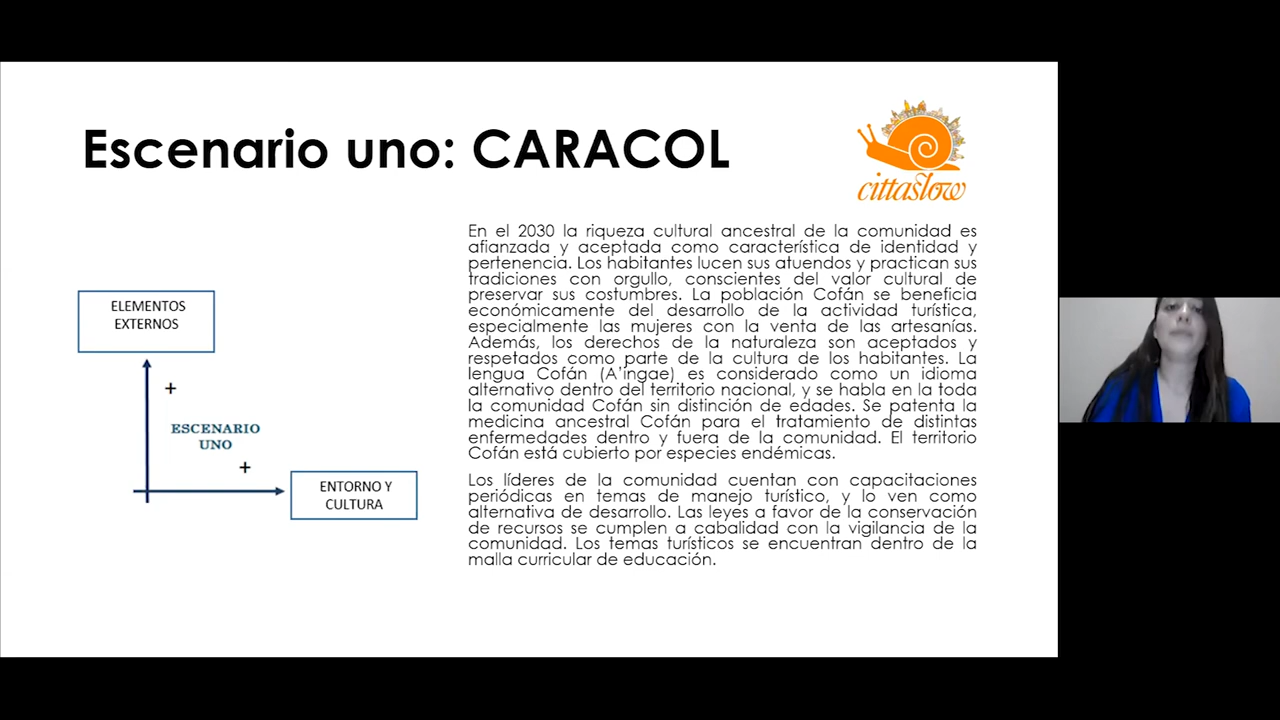 Escenario uno: CARACOL
cittaslow
ELEMENTOS
EXTERNOS
+
ESCENARIO
UNO
+
ENTORNO Y
CULTURA
En el 2030 la riqueza cultural ancestral de la comunidad es
afianzada y aceptada como característica de identidad y
pertenencia. Los habitantes lucen sus atuendos y practican sus
tradiciones con orgullo, conscientes del valor cultural de
preservar sus costumbres. La población Cofán se beneficia
económicamente del desarrollo de la actividad turística,
especialmente las mujeres con la venta de las artesanías.
Además, los derechos de la naturaleza son aceptados y
respetados como parte de la cultura de los habitantes. La
lengua Cofán (A'ingae) es considerado como un idioma
alternativo dentro del territorio nacional, y se habla en la toda
la comunidad Cofán sin distinción de edades. Se patenta la
medicina ancestral Cofán para el tratamiento de distintas
enfermedades dentro y fuera de la comunidad. El territorio
Cofán está cubierto por especies endémicas.
Los líderes de la comunidad cuentan con capacitaciones
periódicas en temas de manejo turístico, y lo ven como
alternativa de desarrollo. Las leyes a favor de la conservación
de recursos se cumplen a cabalidad con la vigilancia de la
comunidad. Los temas turísticos se encuentran dentro de la
malla curricular de educación.